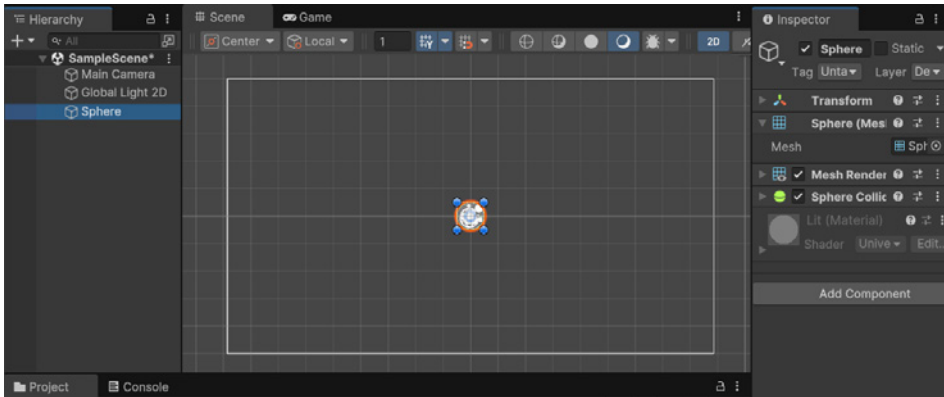 Hierarchy
All
SampleScene*
Main Camera
Global Light 2D
Sphere
Scene
Game
Center
Local
1
2D
Inspector
Sphere
Static
Tag Unta
Layer De
Transform
Sphere (Mes
Mesh
Sph
Mesh Render
Sphere Collic
Lit (Material)
Shader Unive
Edit..
Add Component
Project
Console